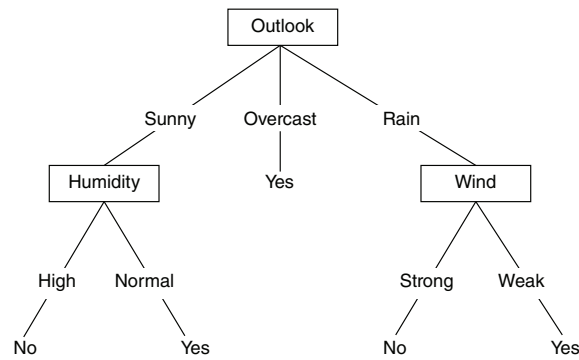 Outlook
Sunny Overcast Rain
Humidity Yes Wind
High Normal Strong Weak
No Yes No Yes